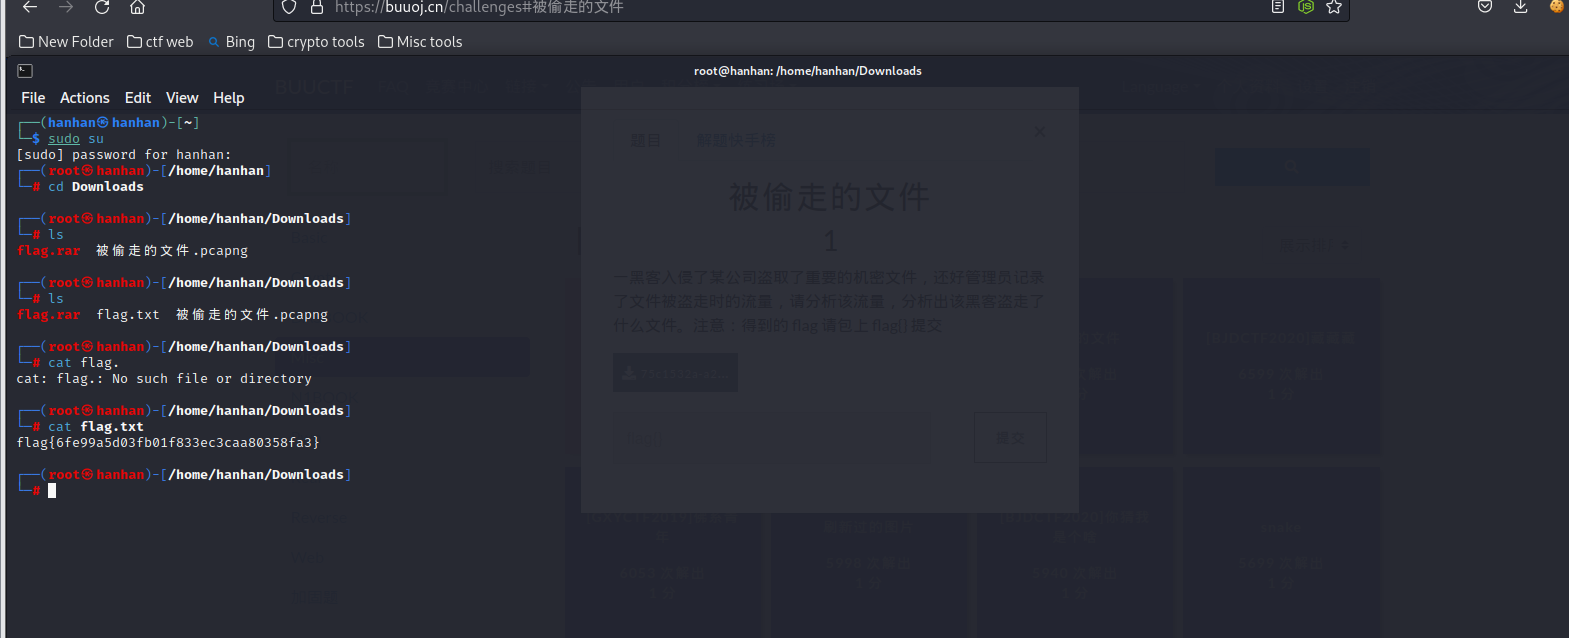 https://buuoj.cn/challenges#被偷走的文件
New Folder ctf web Bing crypto tools Misc tools
root@hanhan: /home/hanhan/Downloads
File Actions Edit View Help
BUUCTF
┌──(hanhan㉿hanhan)-[~]
└─$ sudo su
[sudo] password for hanhan:
┌──(root㉿hanhan)-[/home/hanhan]
└─# cd Downloads
┌──(root㉿hanhan)-[/home/hanhan/Downloads]
└─# ls
flag.rar 被偷走的文件.pcapng
┌──(root㉿hanhan)-[/home/hanhan/Downloads]
└─# ls
flag.rar flag.txt 被偷走的文件.pcapng
┌──(root㉿hanhan)-[/home/hanhan/Downloads]
└─# cat flag.
cat: flag.: No such file or directory
┌──(root㉿hanhan)-[/home/hanhan/Downloads]
└─# cat flag.txt
flag{6fe99a5d03fb01f833ec3caa80358fa3}
┌──(root㉿hanhan)-[/home/hanhan/Downloads]
└─#
题目 解题快手榜
×
被偷走的文件
1
一黑客入侵了某公司盗取了重要的机密文件，还好管理员记录
了文件被盗走时的流量，请分析该流量，分析出该黑客盗走了
什么文件。注意：得到的 flag 请包上 flag{} 提交
提交